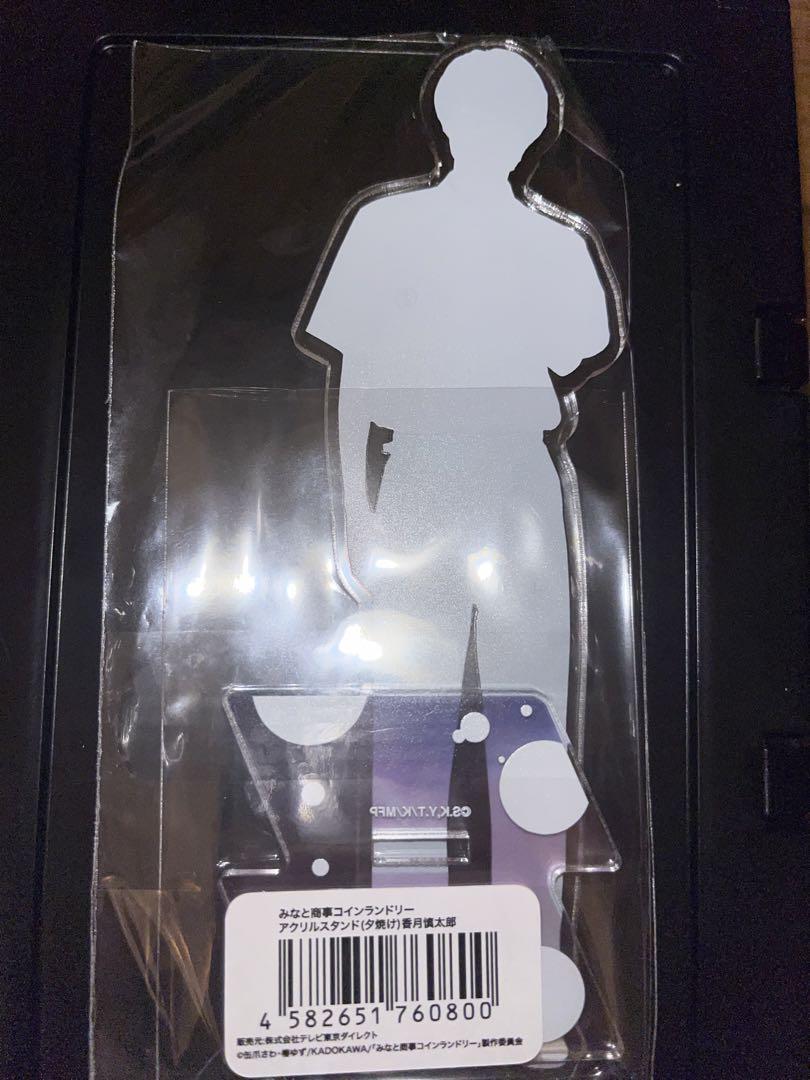 ©S.K,Y.T/K/MFP
みなと商事コインランドリー
アクリルスタンド(夕焼け)香月慎太郎
4 582651 760800
販売元:株式会社テレビ東京ダイレクト
©缶爪さわ・椿ゆず/KADOKAWA/「みなと商事コインランドリー」製作委員会